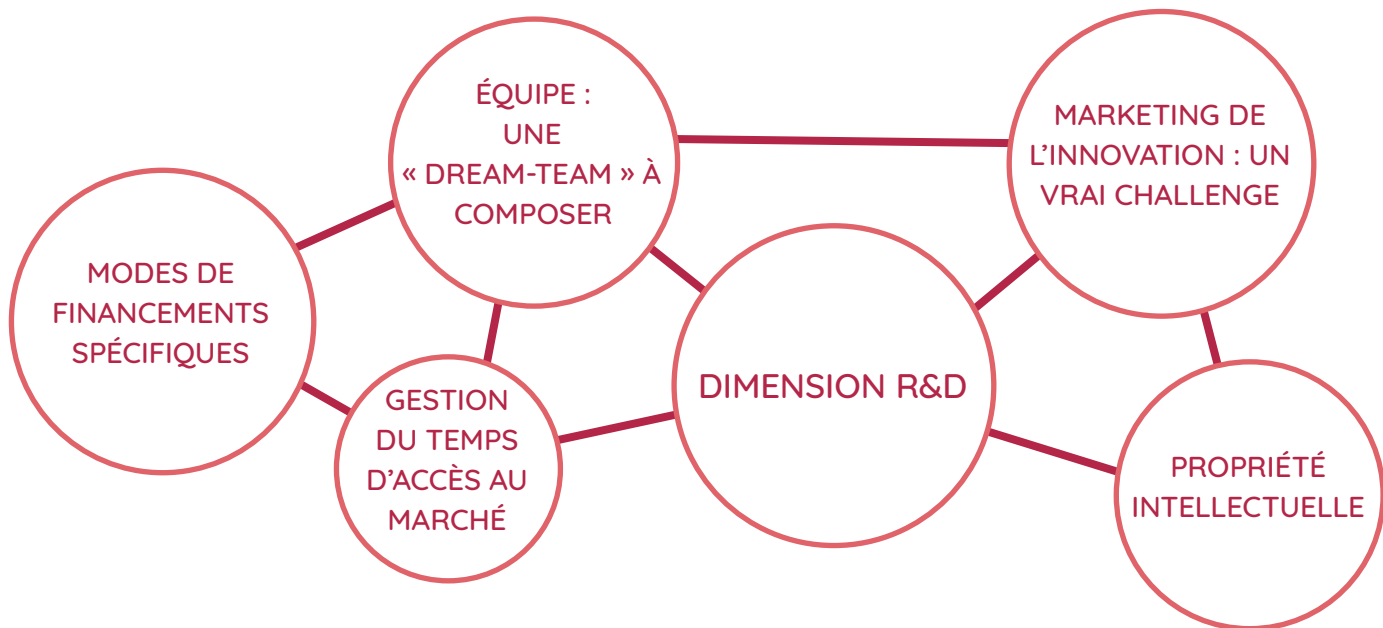 ÉQUIPE :
UNE
« DREAM-TEAM » À
COMPOSER
MARKETING DE
L’INNOVATION : UN
VRAI CHALLENGE
MODES DE
FINANCEMENTS
SPÉCIFIQUES
DIMENSION R&D
GESTION
DU TEMPS
D’ACCÈS AU
MARCHÉ
PROPRIÉTÉ
INTELLECTUELLE